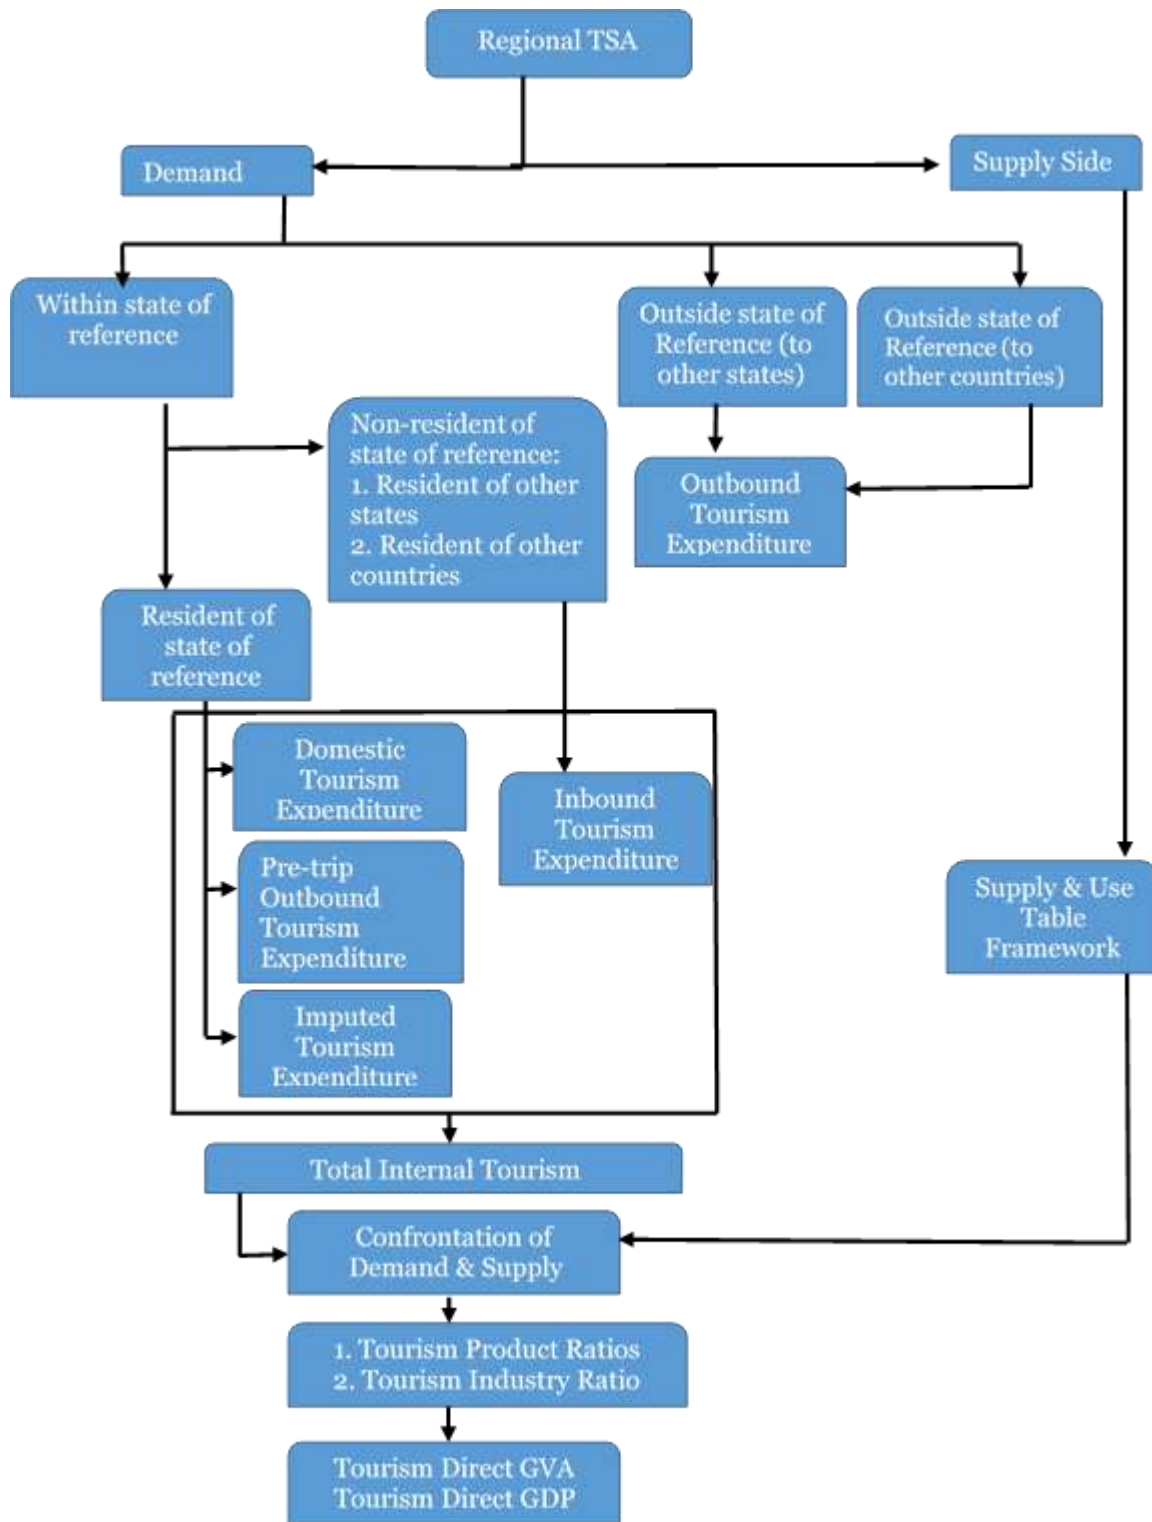 Regional TSA
Demand
Supply Side
Within state of
reference
Outside state of
Reference (to
other states)
Outside state of
Reference (to
other countries)
Non-resident of
state of reference:
1. Resident of other
states
2. Resident of other
countries
Outbound
Tourism
Expenditure
Resident of
state of
reference
Domestic
Tourism
Expenditure
Inbound
Tourism
Expenditure
Pre-trip
Outbound
Tourism
Expenditure
Supply & Use
Table
Framework
Imputed
Tourism
Expenditure
Total Internal Tourism
Confrontation of
Demand & Supply
1. Tourism Product Ratios
2. Tourism Industry Ratio
Tourism Direct GVA
Tourism Direct GDP